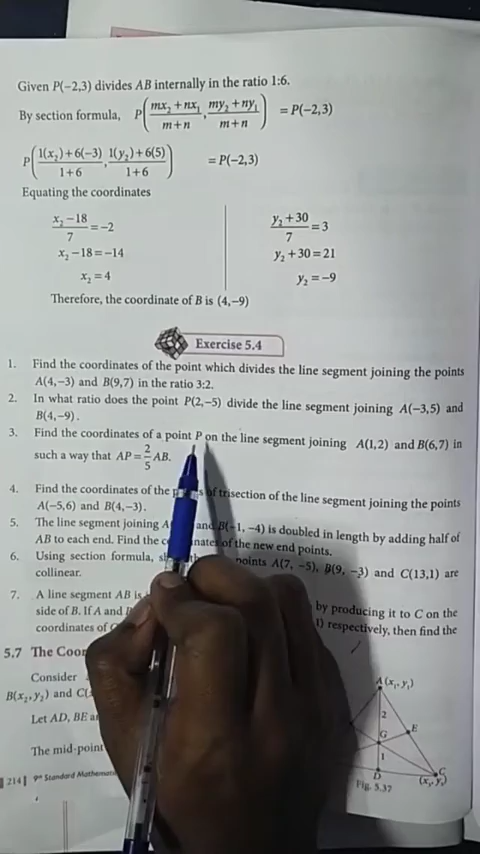 Given P(−2,3) divides AB internally in the ratio 1:6.
By section formula, P((mx₂ + nx₁)/(m+n), (my₂ + ny₁)/(m+n)) = P(−2,3)
P((1(x₂)+6(−3))/(1+6), (1(y₂)+6(5))/(1+6)) = P(−2,3)
Equating the coordinates
(x₂ −18)/7 = −2 (y₂ +30)/7 = 3
x₂ −18 = −14 y₂ +30 = 21
x₂ = 4 y₂ = −9
Therefore, the coordinate of B is (4,−9)
Exercise 5.4
1. Find the coordinates of the point which divides the line segment joining the points
A(4,−3) and B(9,7) in the ratio 3:2.
2. In what ratio does the point P(2,−5) divide the line segment joining A(−3,5) and
B(4,−9).
3. Find the coordinates of a point P on the line segment joining A(1,2) and B(6,7) in
such a way that AP = 2/5 AB.
4. Find the coordinates of the of trisection of the line segment joining the points
A(−5,6) and B(4,−3).
5. The line segment joining and B(−1, −4) is doubled in length by adding half of
AB to each end. Find the of the new end points.
6. Using section formula, points A(7, −5), B(9, −3) and C(13,1) are
collinear.
7. A line segment AB is by producing it to C on the
side of B. If A and respectively, then find the
coordinates of
5.7 The
Consider
B(x₂, y₂) and
Let AD, BE
The mid-point
214 9th Standard
A (x₁, y₁)
2
E
G
1
D
C
Fig. 5.37